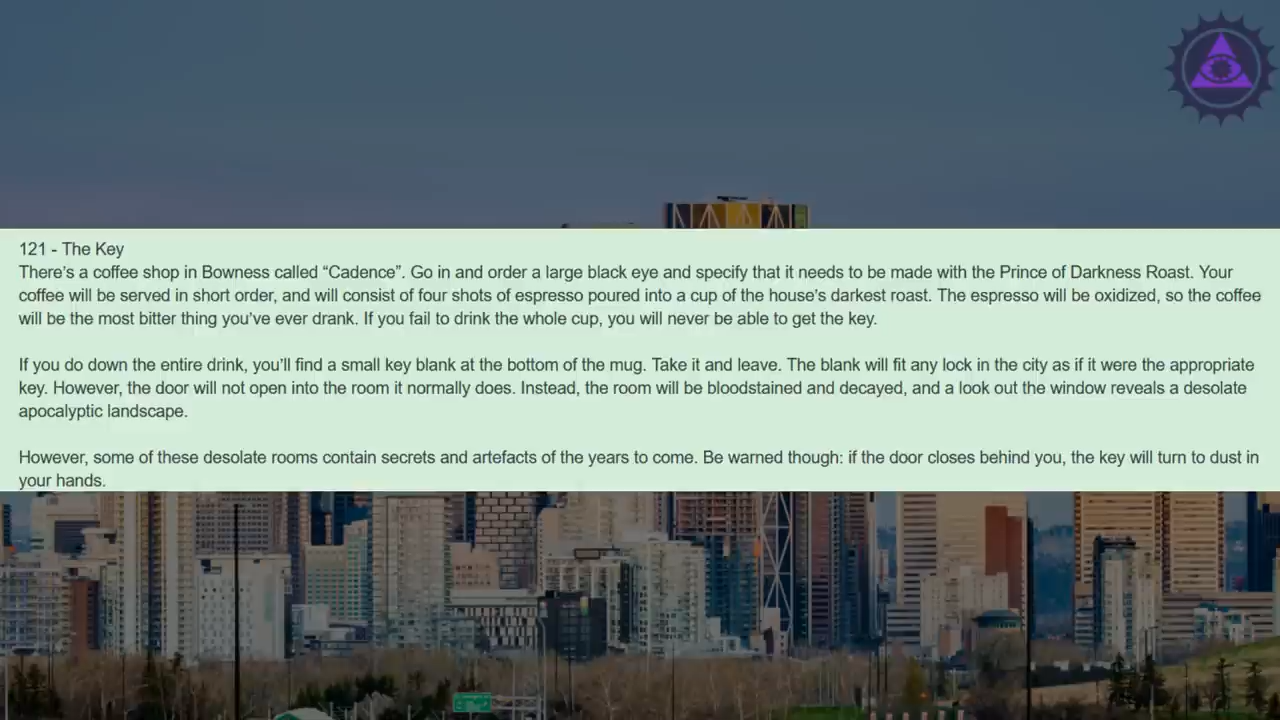 121 - The Key
There's a coffee shop in Bowness called “Cadence”. Go in and order a large black eye and specify that it needs to be made with the Prince of Darkness Roast. Your
coffee will be served in short order, and will consist of four shots of espresso poured into a cup of the house's darkest roast. The espresso will be oxidized, so the coffee
will be the most bitter thing you've ever drank. If you fail to drink the whole cup, you will never be able to get the key.
If you do down the entire drink, you'll find a small key blank at the bottom of the mug. Take it and leave. The blank will fit any lock in the city as if it were the appropriate
key. However, the door will not open into the room it normally does. Instead, the room will be bloodstained and decayed, and a look out the window reveals a desolate
apocalyptic landscape.
However, some of these desolate rooms contain secrets and artefacts of the years to come. Be warned though: if the door closes behind you, the key will turn to dust in
your hands.